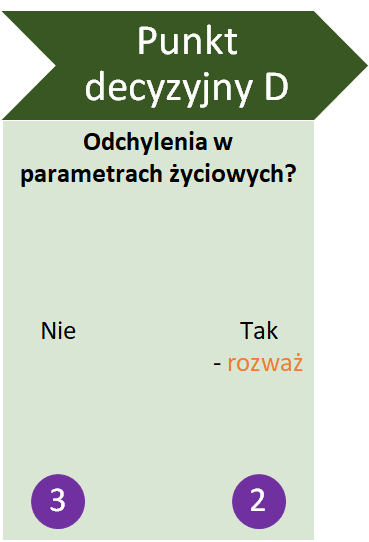 Punkt
decyzyjny D
Odchylenia w
parametrach życiowych?
Nie
Tak
- rozważ
3
2